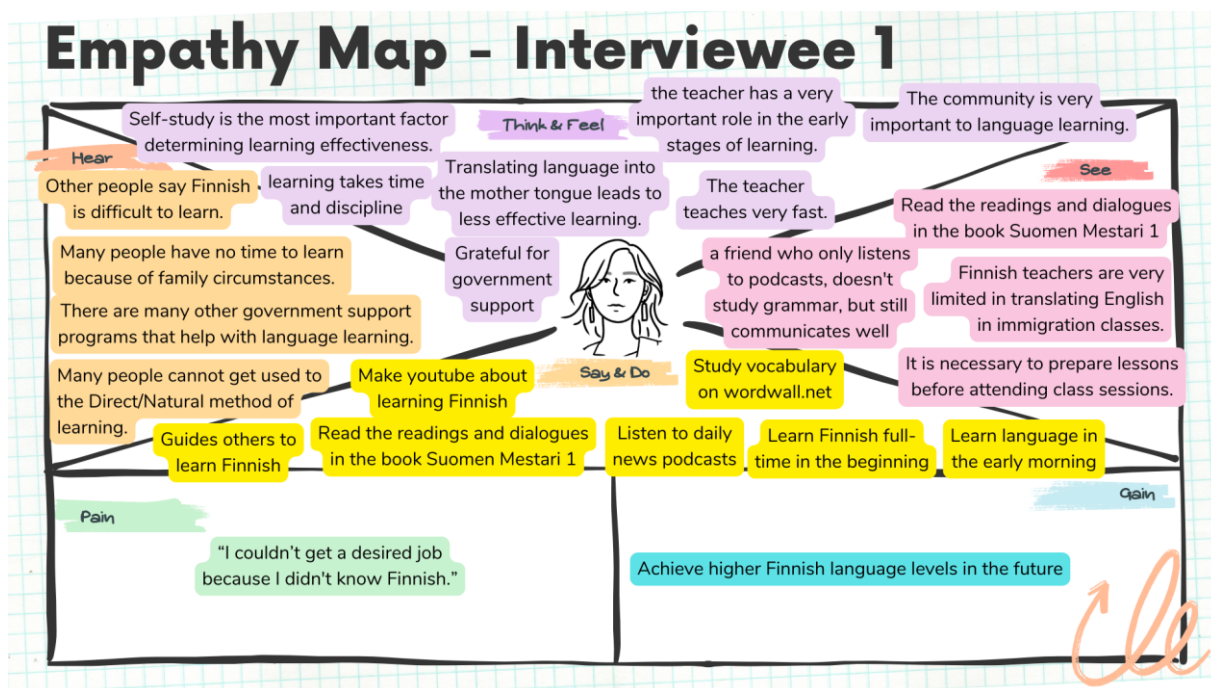 Empathy Map - Interviewee 1
Think & Feel
Self-study is the most important factor
determining learning effectiveness.
the teacher has a very
important role in the early
stages of learning.
The community is very
important to language learning.
learning takes time
and discipline
Translating language into
the mother tongue leads to
less effective learning.
The teacher
teaches very fast.
Grateful for
government
support
Hear
Other people say Finnish
is difficult to learn.
Many people have no time to learn
because of family circumstances.
There are many other government support
programs that help with language learning.
Many people cannot get used to
the Direct/Natural method of
learning.
See
Read the readings and dialogues
in the book Suomen Mestari 1
a friend who only listens
to podcasts, doesn't
study grammar, but still
communicates well
Finnish teachers are very
limited in translating English
in immigration classes.
It is necessary to prepare lessons
before attending class sessions.
Say & Do
Make youtube about
learning Finnish
Study vocabulary
on wordwall.net
Guides others to
learn Finnish
Read the readings and dialogues
in the book Suomen Mestari 1
Listen to daily
news podcasts
Learn Finnish full-
time in the beginning
Learn language in
the early morning
Pain
“I couldn’t get a desired job
because I didn't know Finnish.”
Gain
Achieve higher Finnish language levels in the future